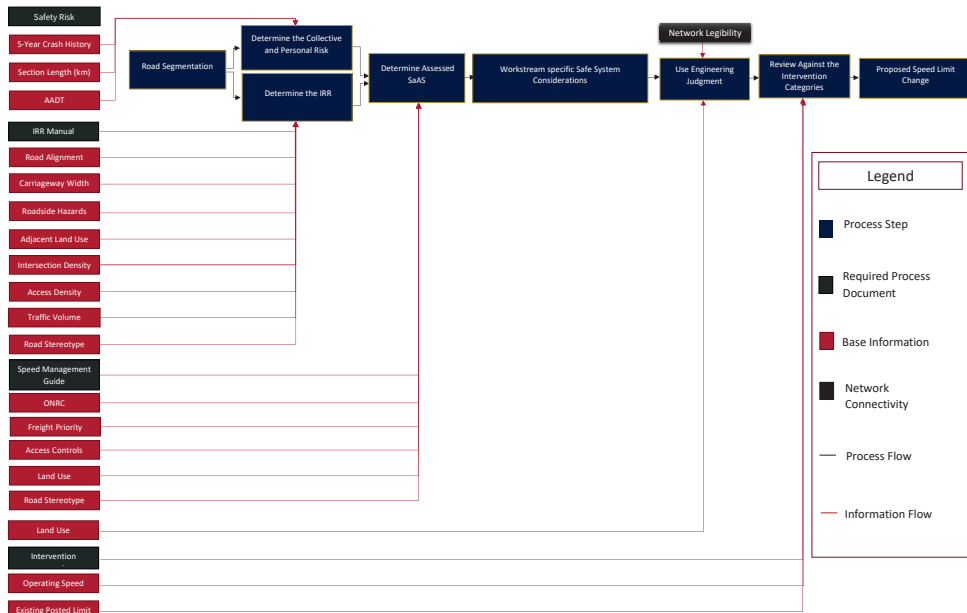 Safety Risk
5-Year Crash History
Section Length (km)
AADT
IRR Manual
Road Alignment
Carriageway Width
Roadside Hazards
Adjacent Land Use
Intersection Density
Access Density
Traffic Volume
Road Stereotype
Speed Management
Guide
ONRC
Freight Priority
Access Controls
Land Use
Road Stereotype
Land Use
Intervention
Operating Speed
Existing Posted Limit
Road Segmentation
Determine the Collective
and Personal Risk
Determine the IRR
Determine Assessed
SaAS
Workstream specific Safe System
Considerations
Network Legibility
Use Engineering
Judgment
Review Against the
Intervention
Categories
Proposed Speed Limit
Change
Legend
Process Step
Required Process
Document
Base Information
Network
Connectivity
Process Flow
Information Flow